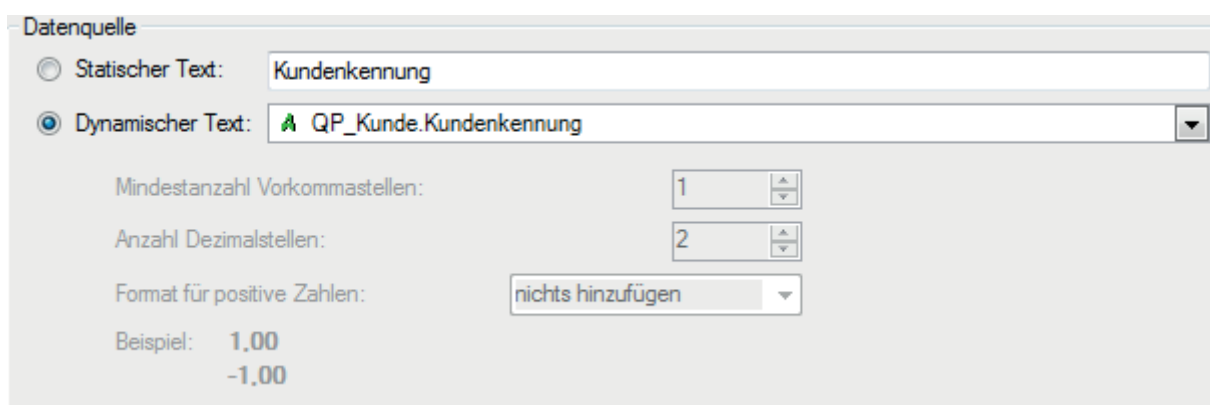 Datenquelle
Statischer Text: Kundenkennung
Dynamischer Text: A QP_Kunde.Kundenkennung
Mindestanzahl Vorkommastellen: 1
Anzahl Dezimalstellen: 2
Format für positive Zahlen: nichts hinzufügen
Beispiel: 1,00
-1,00